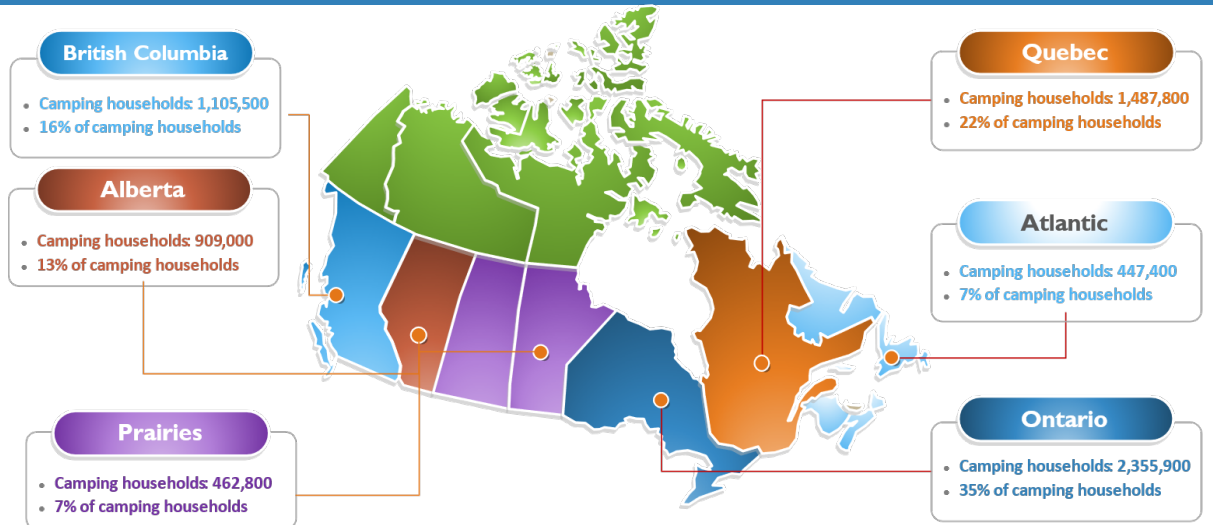 British Columbia
Camping households: 1,105,500
16% of camping households
Alberta
Camping households: 909,000
13% of camping households
Prairies
Camping households: 462,800
7% of camping households
Quebec
Camping households: 1,487,800
22% of camping households
Atlantic
Camping households: 447,400
7% of camping households
Ontario
Camping households: 2,355,900
35% of camping households